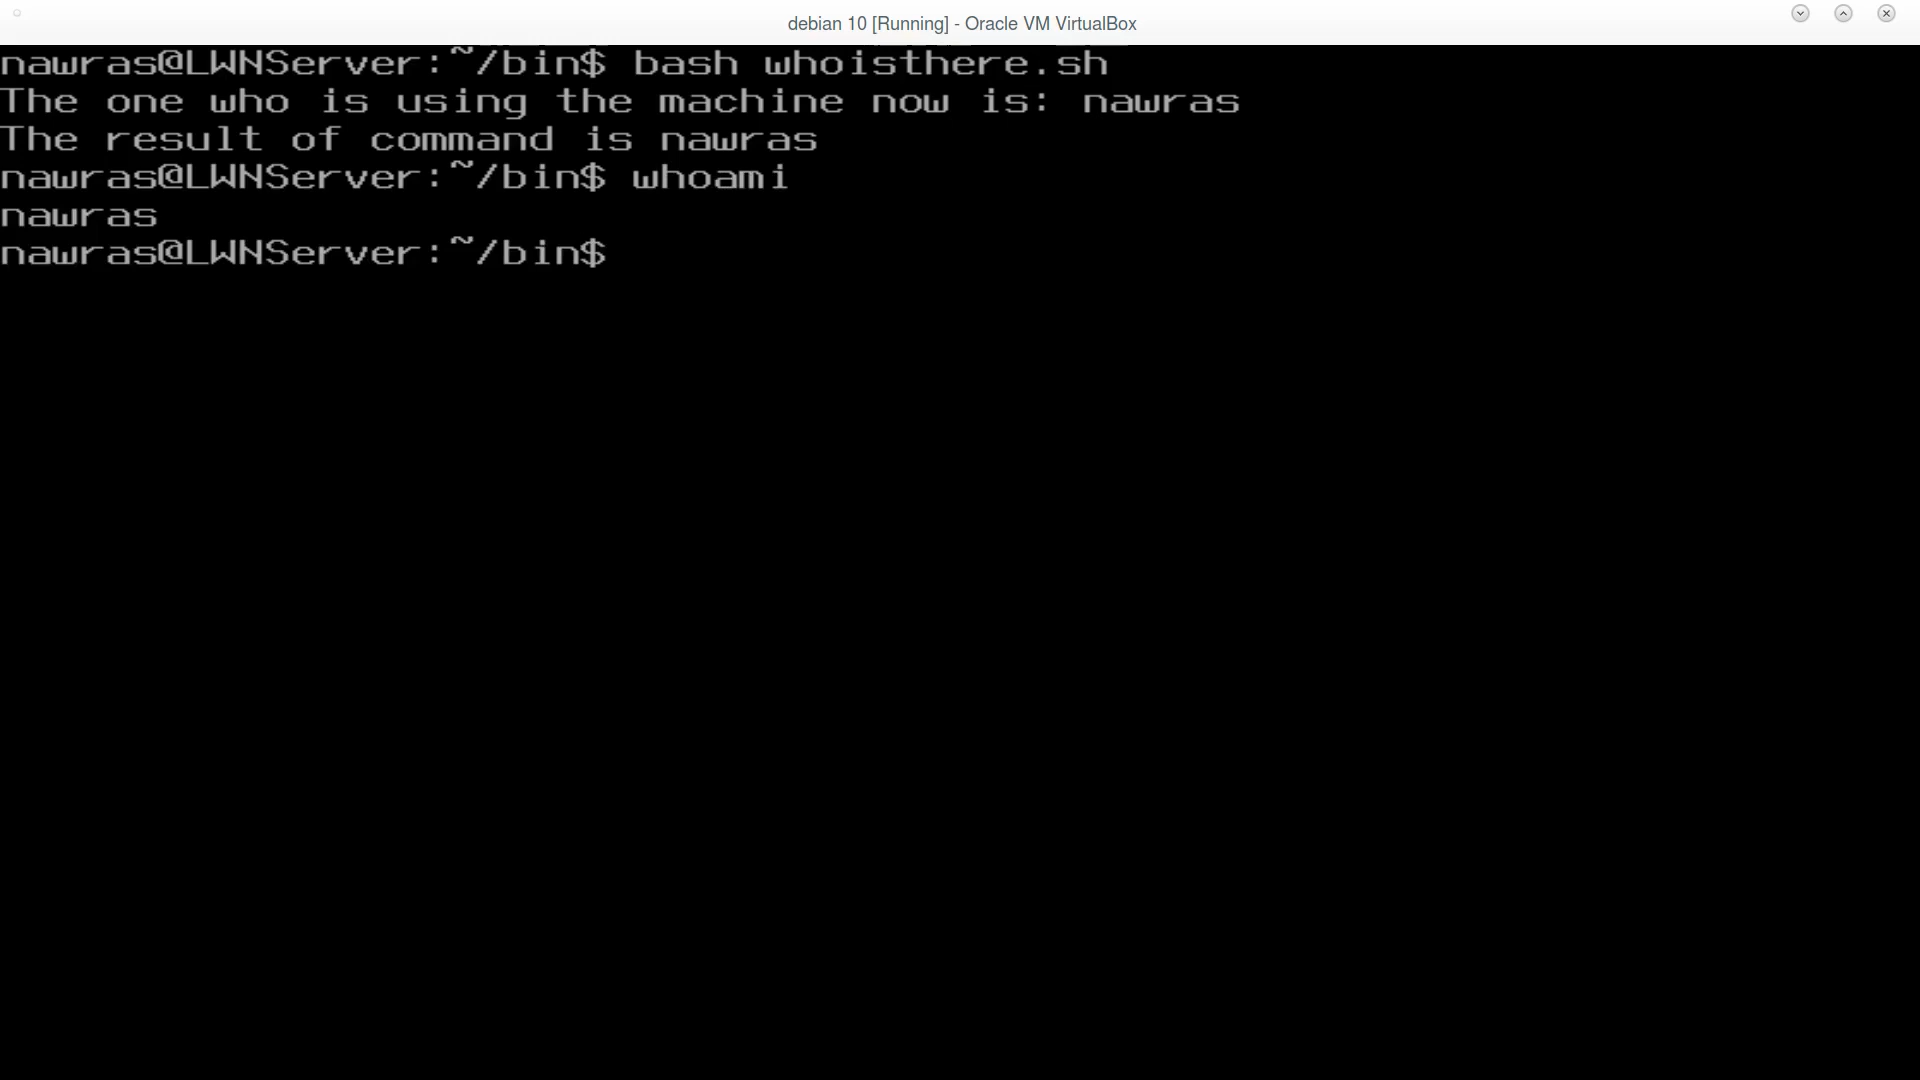 debian 10 [Running] - Oracle VM VirtualBox
nawras@LWNServer:~/bin$ bash whoisthere.sh
The one who is using the machine now is: nawras
The result of command is nawras
nawras@LWNServer:~/bin$ whoami
nawras
nawras@LWNServer:~/bin$